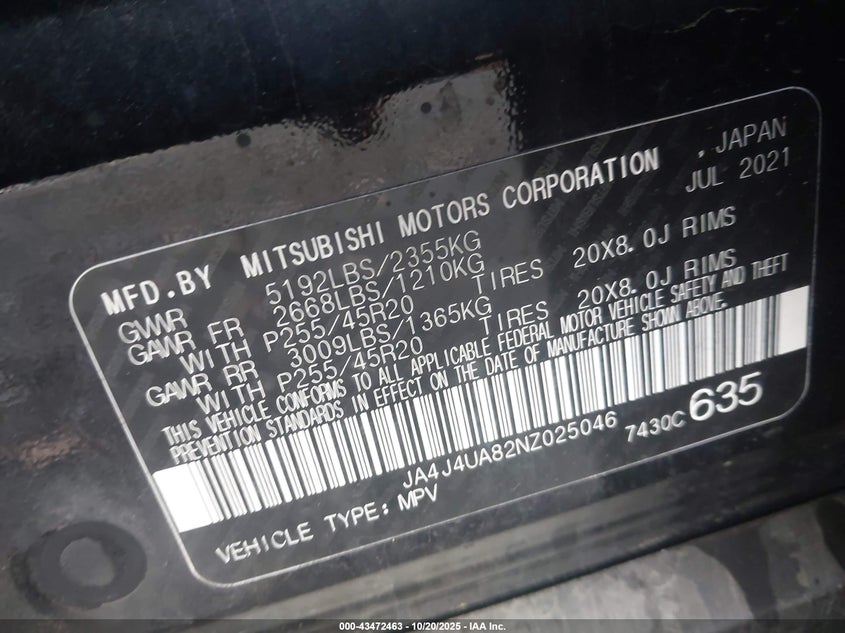 MFD.BY MITSUBISHI MOTORS CORPORATION , JAPAN
JUL 2021
GVWR 5192LBS/2355KG
GAWR FR 2668LBS/1210KG
WITH P255/45R20 TIRES 20X8.0J RIMS
GAWR RR 3009LBS/1365KG
WITH P255/45R20 TIRES 20X8.0J RIMS
THIS VEHICLE CONFORMS TO ALL APPLICABLE FEDERAL MOTOR VEHICLE SAFETY AND THEFT
PREVENTION STANDARDS IN EFFECT ON THE DATE OF MANUFACTURE SHOWN ABOVE.
JA4J4UA82NZ025046 7430C 635
VEHICLE TYPE: MPV
000-43472463 - 10/20/2025 - IAA Inc.